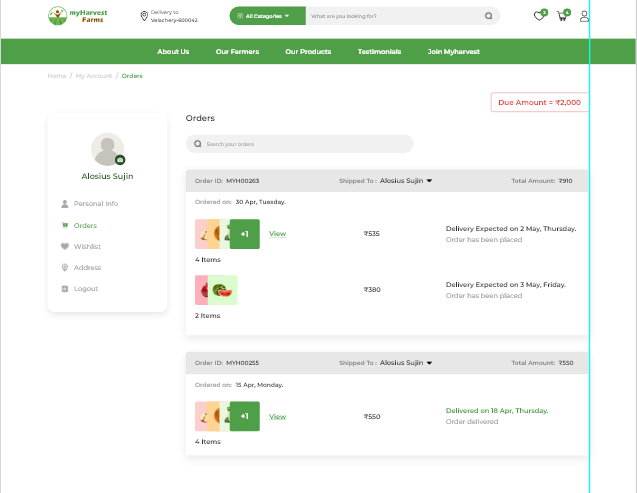 myHarvest
Farms
Delivery to
Velachery-600042
All Categories
What are you looking for?
2
4
About Us
Our Farmers
Our Products
Testimonials
Join Myharvest
Home / My Account / Orders
Due Amount = ₹2,000
Alosius Sujin
Personal Info
Orders
Wishlist
Address
Logout
Orders
Search your orders
Order ID: MYH00263
Shipped To : Alosius Sujin
Total Amount: ₹910
Ordered on: 30 Apr, Tuesday.
+1
View
₹535
Delivery Expected on 2 May, Thursday.
Order has been placed
4 Items
₹380
Delivery Expected on 3 May, Friday.
Order has been placed
2 Items
Order ID: MYH00255
Shipped To : Alosius Sujin
Total Amount: ₹550
Ordered on: 15 Apr, Monday.
+1
View
₹550
Delivered on 18 Apr, Thursday.
Order delivered
4 Items